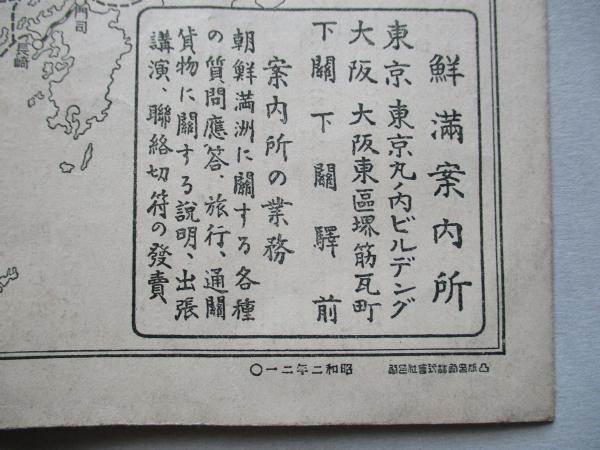 鮮滿案内所
東京 東京丸ノ内ビルデング
大阪 大阪東區堺筋瓦町
下關 下關驛前
案内所の業務
朝鮮満洲に關する各種
の質問應答、旅行、通關
貨物に關する説明、出張
講演、聯絡切符の發賣
門司
長崎
昭和二年二一〇